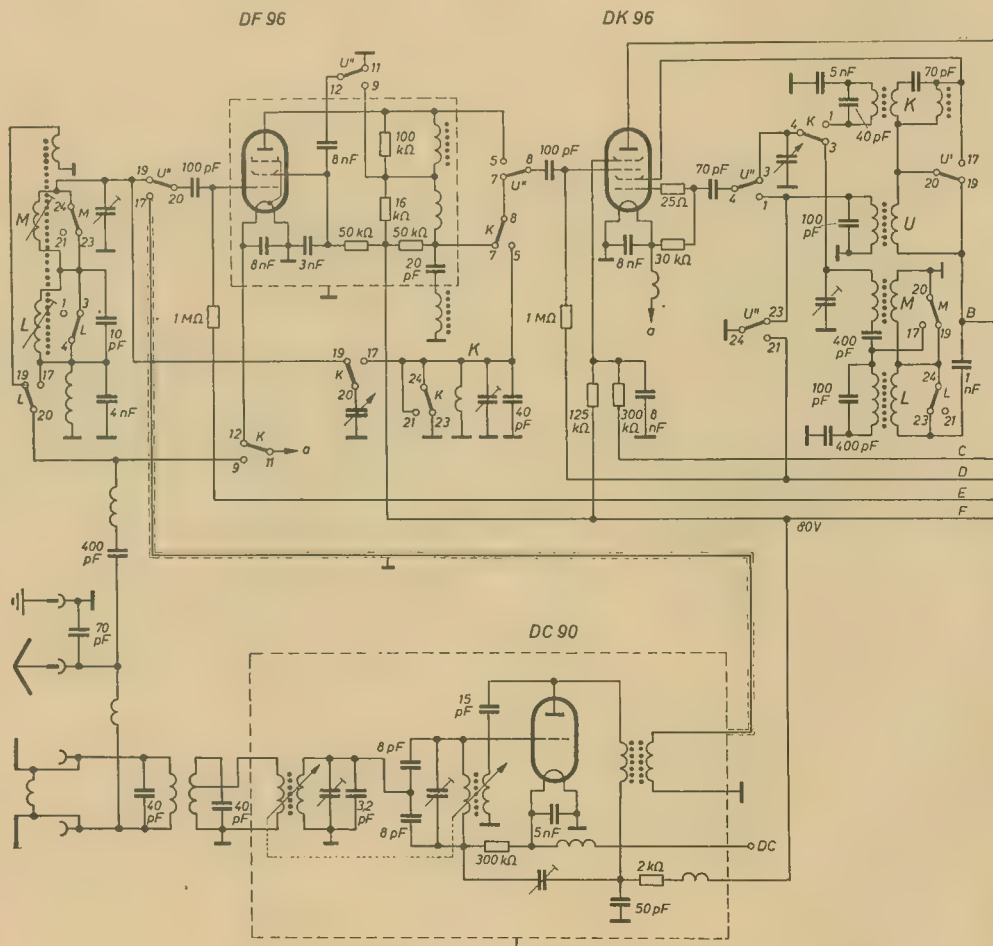 DF 96
DK 96
U"
11
12
9
8 nF
100 kΩ
16 kΩ
50 kΩ
50 kΩ
8 nF
3 nF
20 pF
19
U"
17
20
100 pF
1 MΩ
M
24
M
21
23
L
1
3
L
4
10 pF
4 nF
19
17
L
20
5
7
8
U"
8
K
7
5
100 pF
1 MΩ
25Ω
30 kΩ
8 nF
a
70 pF
U"
3
4
1
4
K
1
3
5 nF
40 pF
K
70 pF
U'
17
20
19
100 pF
U
U"
23
24
21
400 pF
M
20
M
17
19
100 pF
L
24
L
23
21
400 pF
1 nF
B
C
D
E
F
80V
19
17
K
20
K
24
K
21
23
40 pF
125 kΩ
300 kΩ
8 nF
12
K
9
11
a
400 pF
70 pF
DC 90
15 pF
8 pF
8 pF
40 pF
40 pF
3,2 pF
5 nF
300 kΩ
DC
2 kΩ
50 pF